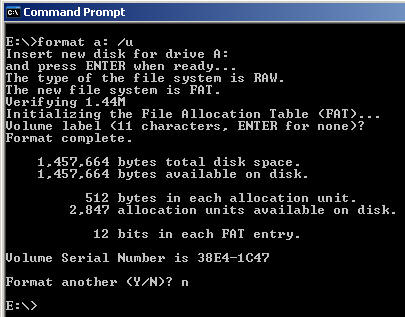 C:\ Command Prompt
E:\>format a: /u
Insert new disk for drive A:
and press ENTER when ready...
The type of the file system is RAW.
The new file system is FAT.
Verifying 1.44M
Initializing the File Allocation Table (FAT)...
Volume label (11 characters, ENTER for none)?
Format complete.
1,457,664 bytes total disk space.
1,457,664 bytes available on disk.
512 bytes in each allocation unit.
2,847 allocation units available on disk.
12 bits in each FAT entry.
Volume Serial Number is 38E4-1C47
Format another (Y/N)? n
E:\>